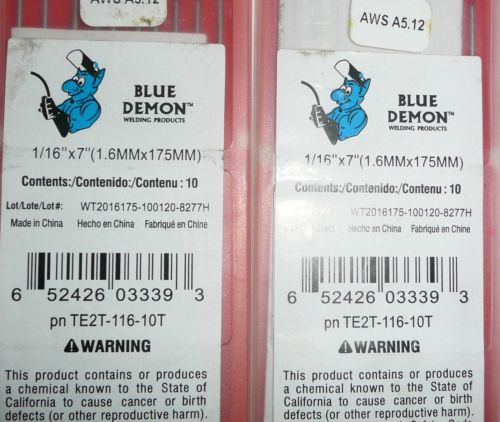 AWS A5.12
BLUE
DEMON™
WELDING PRODUCTS
1/16"x7"(1.6MMx175MM)
Contents:/Contenido:/Contenu : 10
Lot/Lote/Lot#: WT2016175-100120-8277H
Made in China Hecho en China Fabriqué en Chine
6 52426 03339 3
pn TE2T-116-10T
⚠WARNING
This product contains or produces
a chemical known to the State of
California to cause cancer or birth
defects (or other reproductive harm).
AWS A5.12
BLUE
DEMON™
WELDING PRODUCTS
1/16"x7"(1.6MMx175MM)
Contents:/Contenido:/Contenu : 10
WT2016175-100120-8277H
Hecho en China Fabriqué en Chine
6 52426 03339 3
pn TE2T-116-10T
⚠WARNING
This product contains or produces
a chemical known to the State of
California to cause cancer or birth
defects (or other reproductive harm).